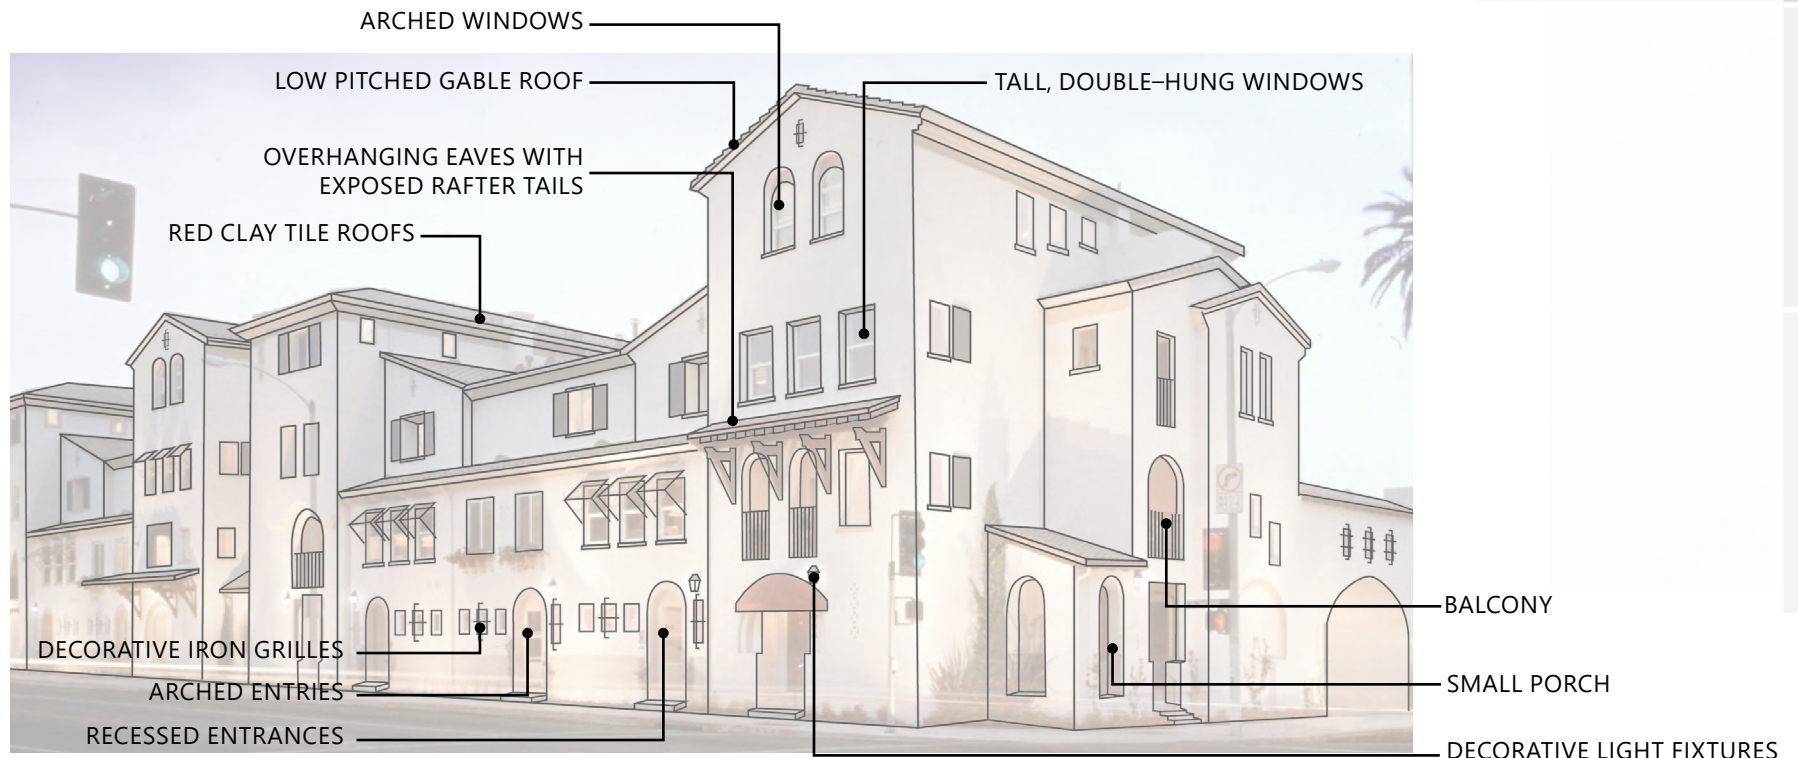 ARCHED WINDOWS
LOW PITCHED GABLE ROOF
TALL, DOUBLE–HUNG WINDOWS
OVERHANGING EAVES WITH
EXPOSED RAFTER TAILS
RED CLAY TILE ROOFS
BALCONY
DECORATIVE IRON GRILLES
SMALL PORCH
ARCHED ENTRIES
RECESSED ENTRANCES
DECORATIVE LIGHT FIXTURES